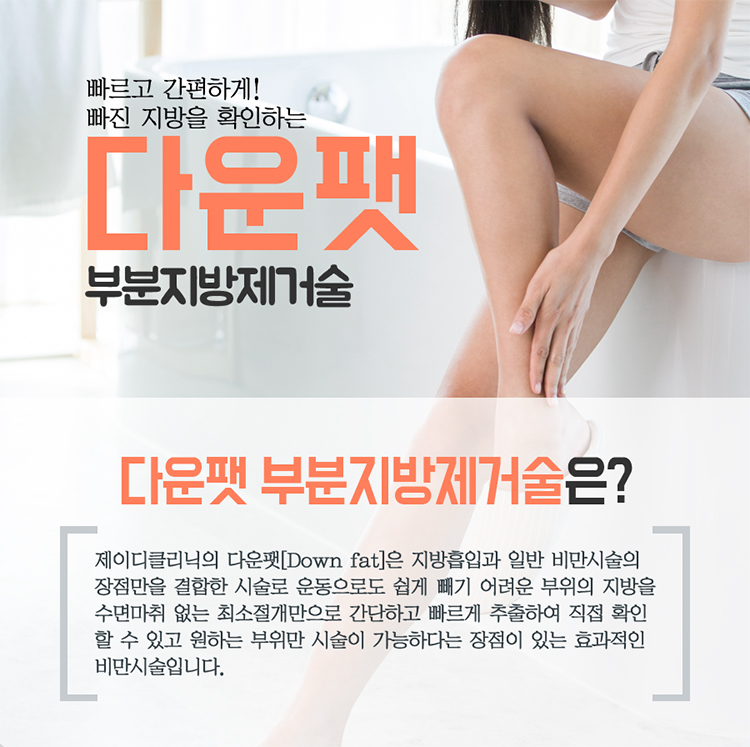 빠르고 간편하게!
빠진 지방을 확인하는
다운팻
부분지방제거술
다운팻 부분지방제거술은?
제이디클리닉의 다운팻[Down fat]은 지방흡입과 일반 비만시술의
장점만을 결합한 시술로 운동으로도 쉽게 빼기 어려운 부위의 지방을
수면마취 없는 최소절개만으로 간단하고 빠르게 추출하여 직접 확인
할 수 있고 원하는 부위만 시술이 가능하다는 장점이 있는 효과적인
비만시술입니다.